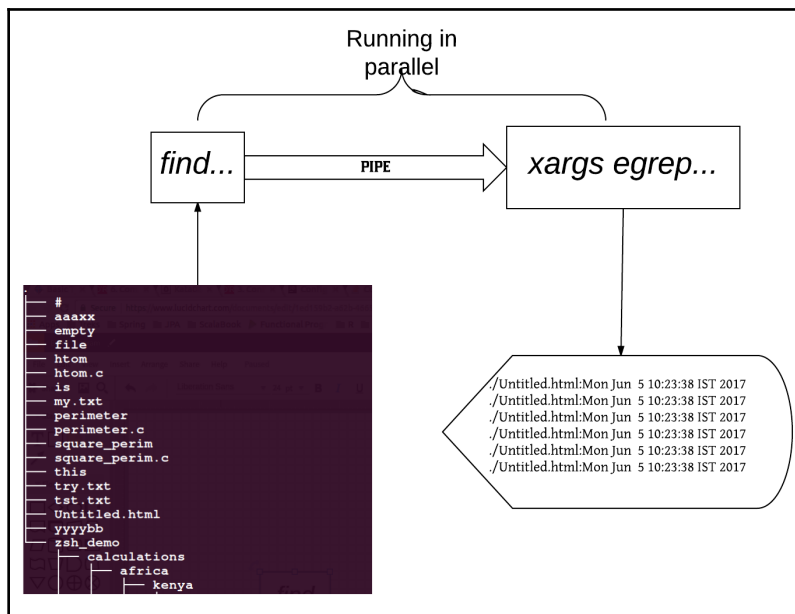 Running in
parallel
find...
PIPE
xargs egrep...
.
├── #
├── aaaxx
├── empty
├── file
├── htom
├── htom.c
├── is
├── my.txt
├── perimeter
├── perimeter.c
├── square_perim
├── square_perim.c
├── this
├── try.txt
├── tst.txt
├── Untitled.html
├── yyyybb
└── zsh_demo
├── calculations
├── africa
├── kenya
./Untitled.html:Mon Jun  5 10:23:38 IST 2017
./Untitled.html:Mon Jun  5 10:23:38 IST 2017
./Untitled.html:Mon Jun  5 10:23:38 IST 2017
./Untitled.html:Mon Jun  5 10:23:38 IST 2017
./Untitled.html:Mon Jun  5 10:23:38 IST 2017
./Untitled.html:Mon Jun  5 10:23:38 IST 2017